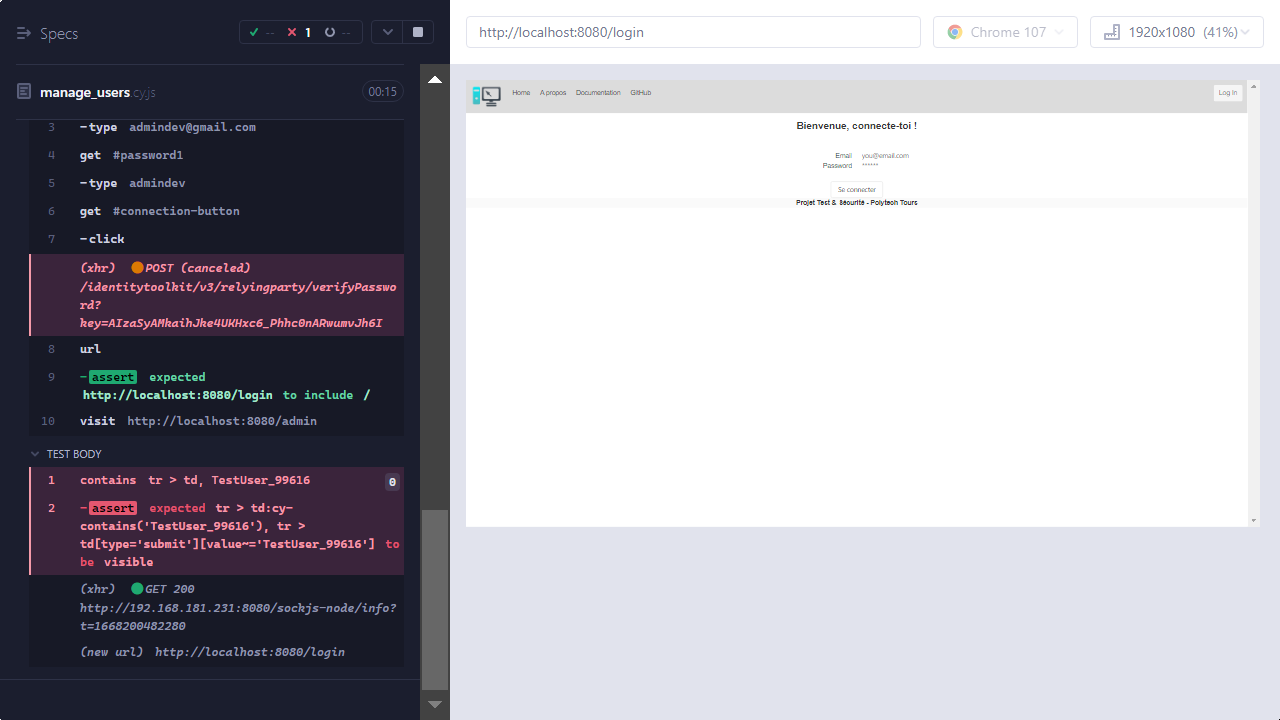 Specs
-- 1 --
manage_users.cy.js 00:15
3 -type admindev@gmail.com
4 get #password1
5 -type admindev
6 get #connection-button
7 -click
(xhr) POST (canceled)
/identitytoolkit/v3/relyingparty/verifyPasswo
rd?
key=AIzaSyAMkaihJke4UKHxc6_Phhc0nARwumvJh6I
8 url
9 -assert expected
http://localhost:8080/login to include /
10 visit http://localhost:8080/admin
TEST BODY
1 contains tr > td, TestUser_99616 0
2 -assert expected tr > td:cy-
contains('TestUser_99616'), tr >
td[type='submit'][value~='TestUser_99616'] to
be visible
(xhr) GET 200
http://192.168.181.231:8080/sockjs-node/info?
t=1668200482280
(new url) http://localhost:8080/login
http://localhost:8080/login
Chrome 107
1920x1080 (41%)
Home A propos Documentation GitHub Log In
Bienvenue, connecte-toi !
Email you@email.com
Password ******
Se connecter
Projet Test & Sécurité - Polytech Tours